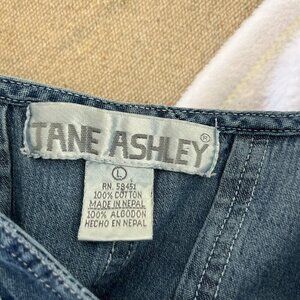 JANE ASHLEY®
L
RN. 58451
100% COTTON
MADE IN NEPAL
100% ALGODON
HECHO EN NEPAL